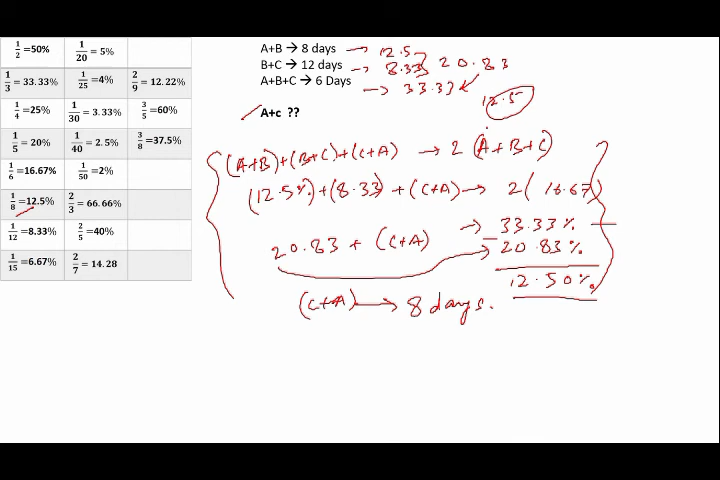 1/2 =50% 1/20 = 5%
1/3 = 33.33% 1/25 =4% 2/9 = 12.22%
1/4 = 25% 1/30 = 3.33% 3/5 =60%
1/5 = 20% 1/40 = 2.5% 3/8 =37.5%
1/6 =16.67% 1/50 =2%
1/8 =12.5% 2/3 = 66.66%
1/12 =8.33% 2/5 =40%
1/15 =6.67% 2/7 = 14.28
A+B → 8 days → 12.5
B+C → 12 days → 8.33 20.83
A+B+C → 6 Days → 33.33
12.5
A+c ??
(A+B)+(B+C)+(C+A) → 2 (A+B+C)
(12.5%)+(8.33)+(C+A) → 2(16.67)
20.83 + (C+A) → 33.33%
→ 20.83%
12.50%
(C+A) → 8 days.